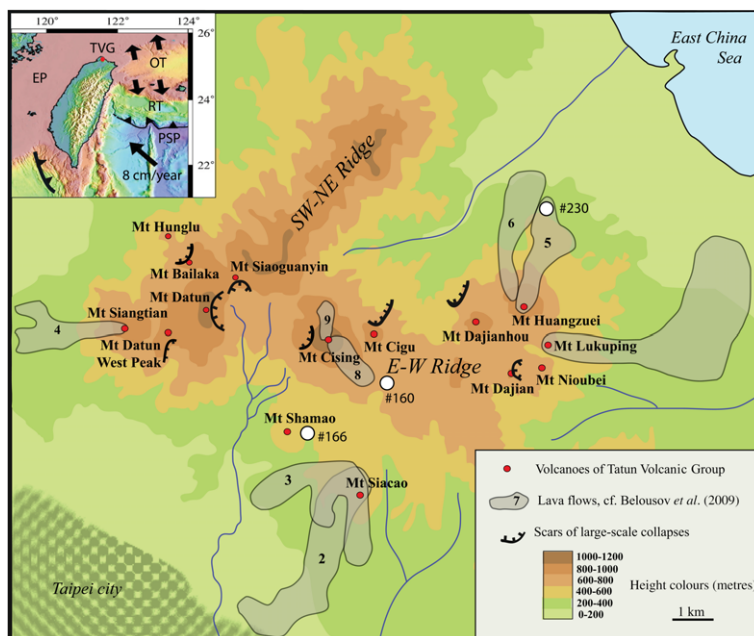 120° 122° 124°
26°
24°
22°
TVG
OT
EP
RT
PSP
8 cm/year
East China
Sea
SW-NE Ridge
#230
6
5
Mt Hunglu
Mt Bailaka
Mt Siaoguanyin
Mt Datun
Mt Siangtian
4
Mt Datun
West Peak
9
Mt Cising
8
Mt Cigu
E-W Ridge
#160
Mt Dajianhou
Mt Huangzuei
Mt Lukuping
Mt Dajian
Mt Nioubei
Mt Shamao
#166
3
Mt Siacao
2
Taipei city
Volcanoes of Tatun Volcanic Group
7 Lava flows, cf. Belousov et al. (2009)
Scars of large-scale collapses
1000-1200
800-1000
600-800
400-600
200-400
0-200
Height colours (metres)
1 km